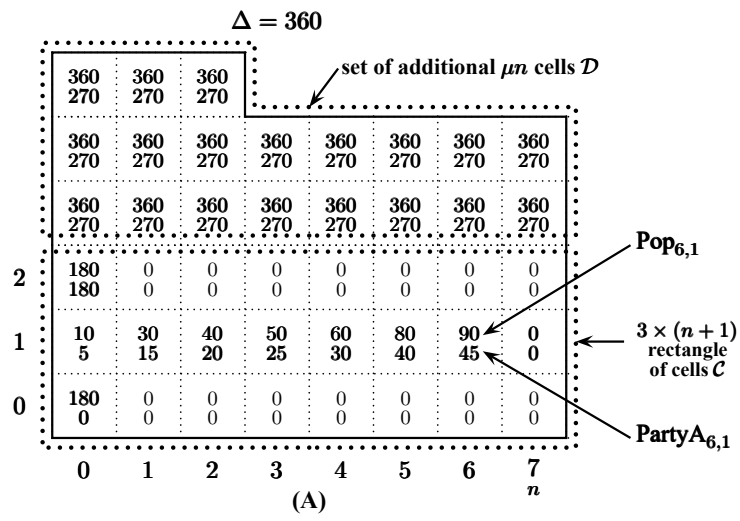 Δ = 360
set of additional μn cells 𝒟
360 360 360
270 270 270
360 360 360 360 360 360 360 360
270 270 270 270 270 270 270 270
360 360 360 360 360 360 360 360
270 270 270 270 270 270 270 270
Pop6,1
2
180 0 0 0 0 0 0 0
180 0 0 0 0 0 0 0
1
10 30 40 50 60 80 90 0
5 15 20 25 30 40 45 0
3 × (n + 1)
rectangle
of cells 𝒞
0
180 0 0 0 0 0 0 0
0 0 0 0 0 0 0 0
PartyA6,1
0 1 2 3 4 5 6 7
n
(A)